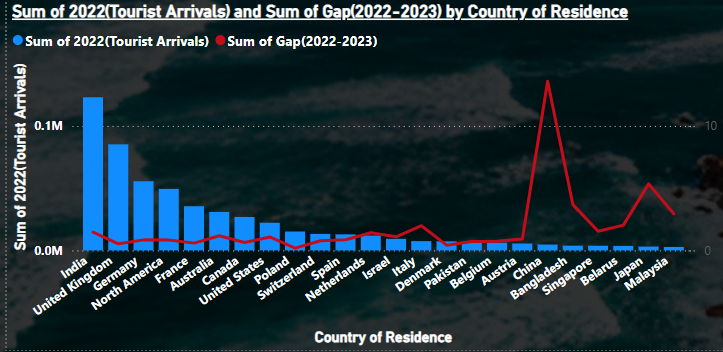 Sum of 2022(Tourist Arrivals) and Sum of Gap(2022-2023) by Country of Residence
Sum of 2022(Tourist Arrivals) Sum of Gap(2022-2023)
Sum of 2022(Tourist Arrivals)
0.1M
10
0.0M
0
India
United Kingdom
Germany
North America
France
Australia
Canada
United States
Poland
Switzerland
Spain
Netherlands
Israel
Italy
Denmark
Pakistan
Belgium
Austria
China
Bangladesh
Singapore
Belarus
Japan
Malaysia
Country of Residence